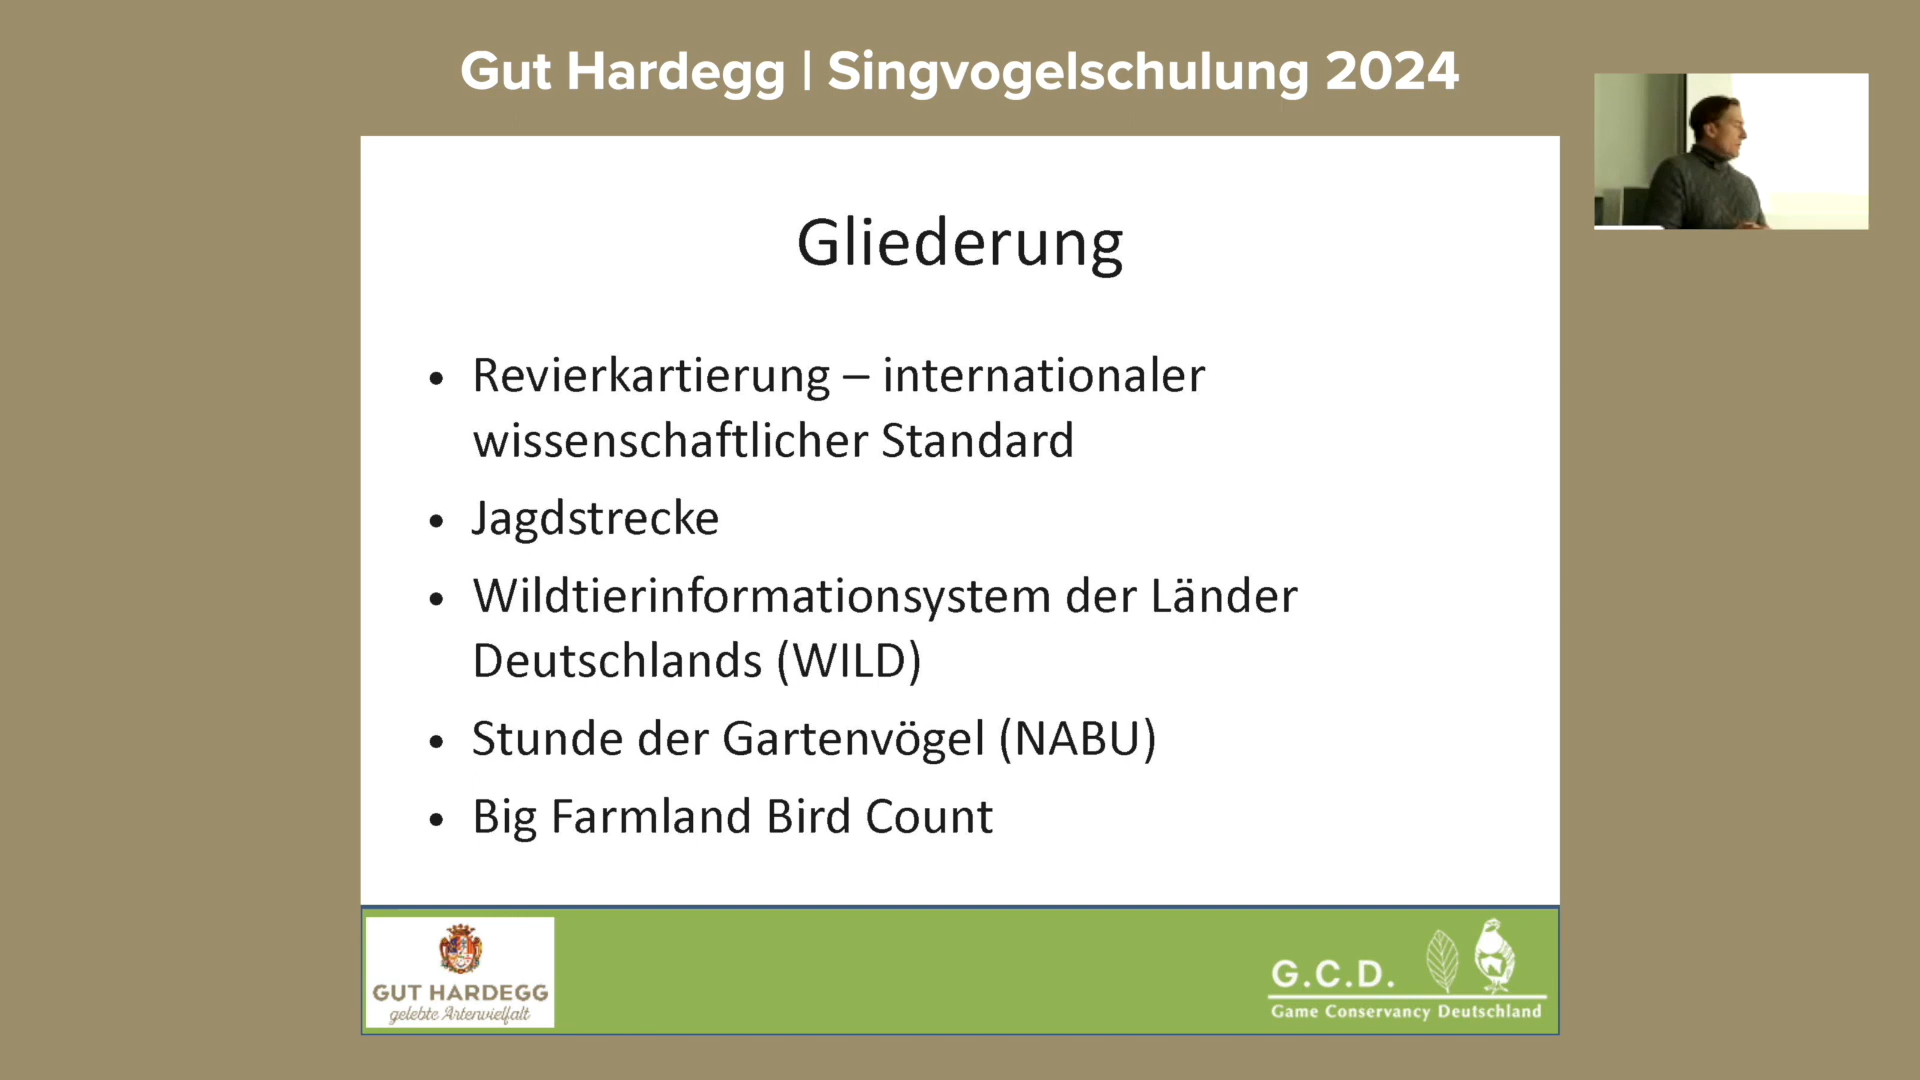 Gut Hardegg | Singvogelschulung 2024
Gliederung
• Revierkartierung – internationaler
wissenschaftlicher Standard
• Jagdstrecke
• Wildtierinformationsystem der Länder
Deutschlands (WILD)
• Stunde der Gartenvögel (NABU)
• Big Farmland Bird Count
GUT HARDEGG
gelebte Artenvielfalt
G.C.D.
Game Conservancy Deutschland